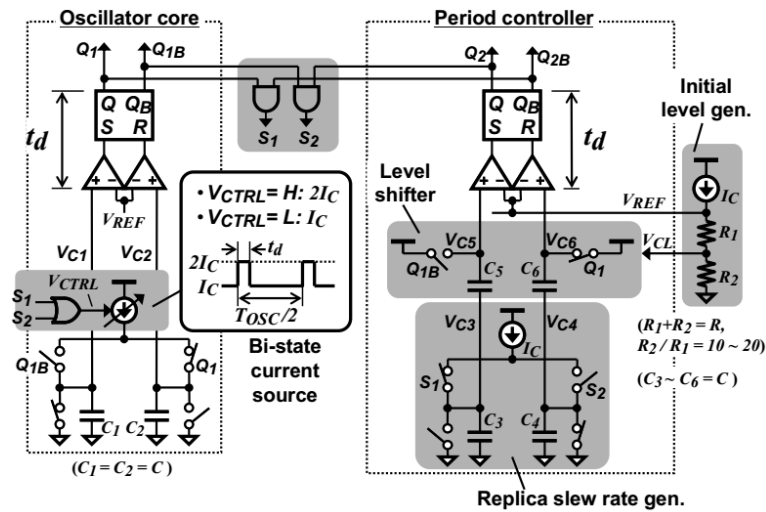 Oscillator core
Period controller
Q1 Q1B
Q2 Q2B
Q QB
S R
td
S1 S2
Q QB
S R
td
Initial
level gen.
+ − − +
VREF
VC1 VC2
• VCTRL= H: 2IC
• VCTRL= L: IC
td
2IC
IC
TOSC/2
Bi-state
current
source
+ − − +
Level
shifter
VREF
IC
R1
R2
VCL
VC5 VC6
Q1B Q1
C5 C6
VCTRL
S1
S2
Q1B Q1
C1 C2
(C1= C2= C)
VC3 VC4
IC
S1 S2
C3 C4
(R1+R2= R,
R2/ R1= 10 ~ 20)
(C3~ C6= C)
Replica slew rate gen.